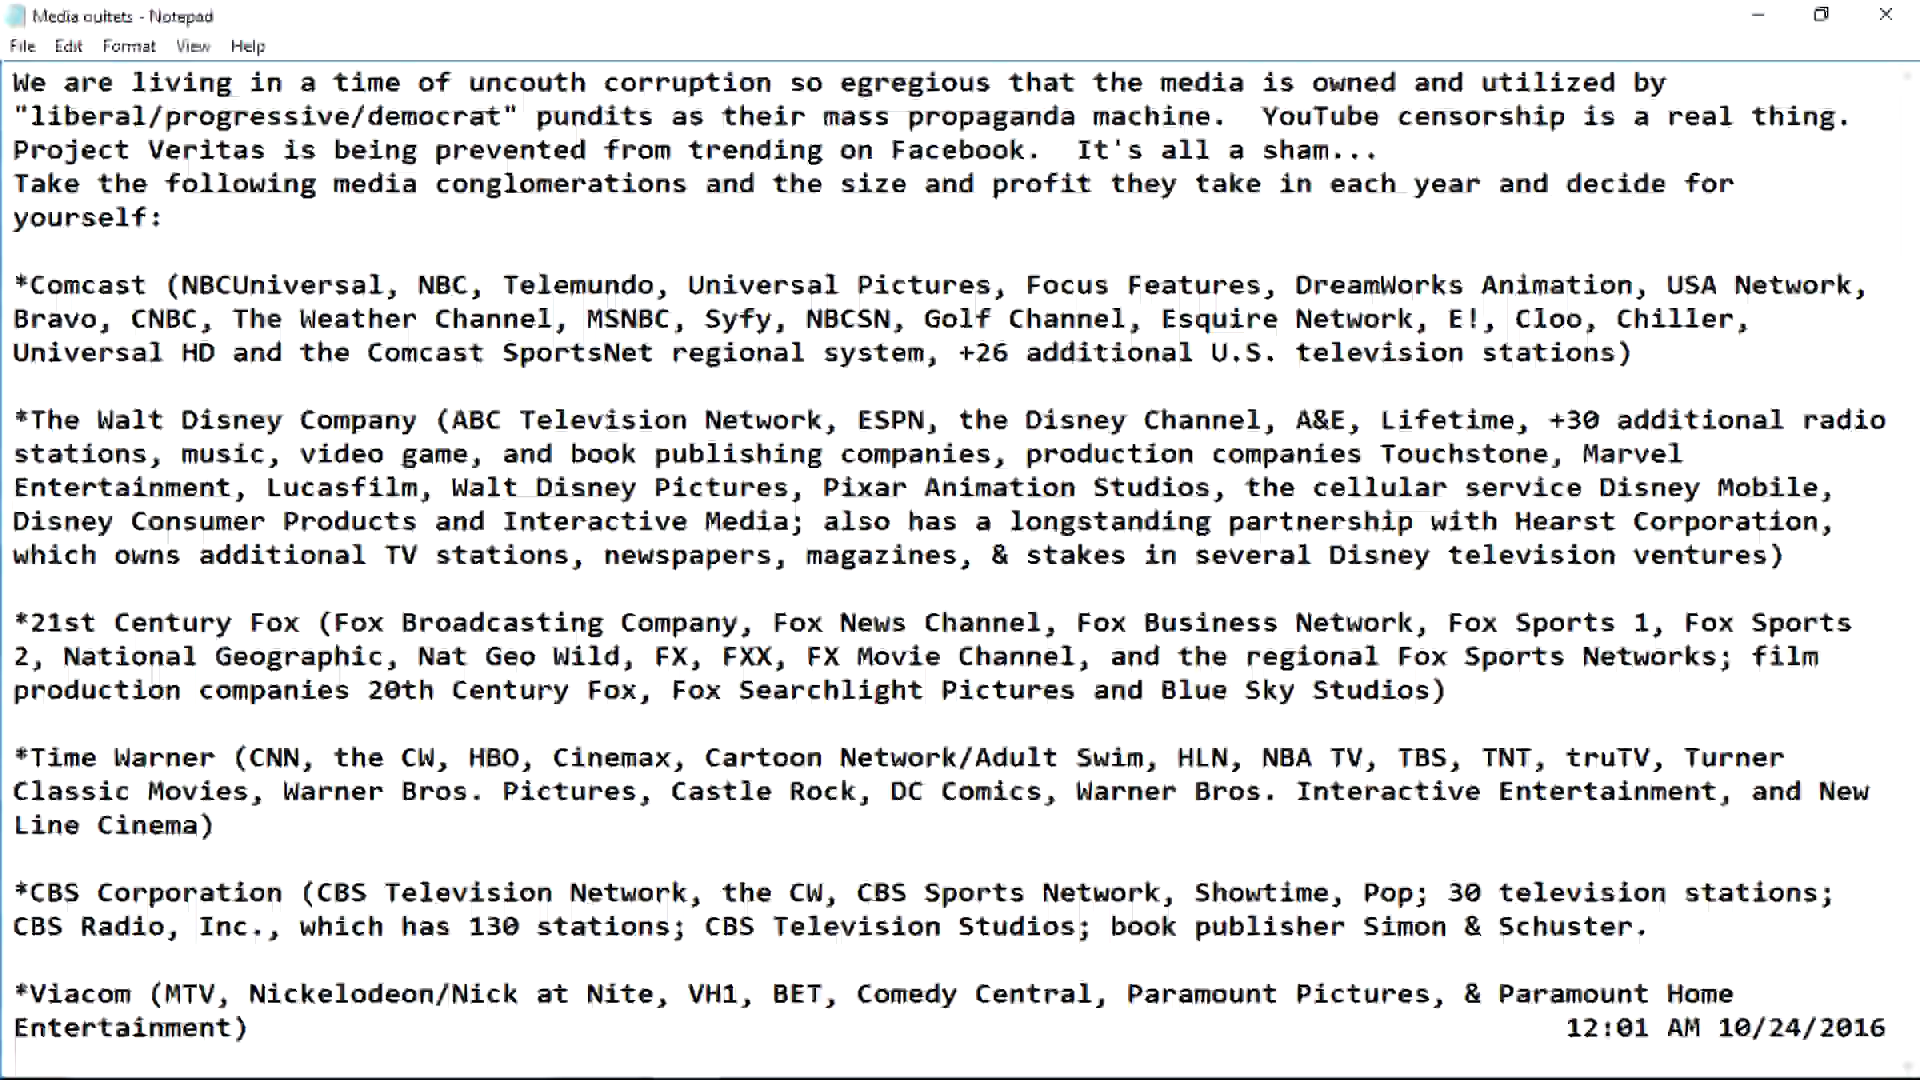 Media oultets - Notepad
File Edit Format View Help
We are living in a time of uncouth corruption so egregious that the media is owned and utilized by
"liberal/progressive/democrat" pundits as their mass propaganda machine.  YouTube censorship is a real thing.
Project Veritas is being prevented from trending on Facebook.  It's all a sham...
Take the following media conglomerations and the size and profit they take in each year and decide for
yourself:
*Comcast (NBCUniversal, NBC, Telemundo, Universal Pictures, Focus Features, DreamWorks Animation, USA Network,
Bravo, CNBC, The Weather Channel, MSNBC, Syfy, NBCSN, Golf Channel, Esquire Network, E!, Cloo, Chiller,
Universal HD and the Comcast SportsNet regional system, +26 additional U.S. television stations)
*The Walt Disney Company (ABC Television Network, ESPN, the Disney Channel, A&E, Lifetime, +30 additional radio
stations, music, video game, and book publishing companies, production companies Touchstone, Marvel
Entertainment, Lucasfilm, Walt Disney Pictures, Pixar Animation Studios, the cellular service Disney Mobile,
Disney Consumer Products and Interactive Media; also has a longstanding partnership with Hearst Corporation,
which owns additional TV stations, newspapers, magazines, & stakes in several Disney television ventures)
*21st Century Fox (Fox Broadcasting Company, Fox News Channel, Fox Business Network, Fox Sports 1, Fox Sports
2, National Geographic, Nat Geo Wild, FX, FXX, FX Movie Channel, and the regional Fox Sports Networks; film
production companies 20th Century Fox, Fox Searchlight Pictures and Blue Sky Studios)
*Time Warner (CNN, the CW, HBO, Cinemax, Cartoon Network/Adult Swim, HLN, NBA TV, TBS, TNT, truTV, Turner
Classic Movies, Warner Bros. Pictures, Castle Rock, DC Comics, Warner Bros. Interactive Entertainment, and New
Line Cinema)
*CBS Corporation (CBS Television Network, the CW, CBS Sports Network, Showtime, Pop; 30 television stations;
CBS Radio, Inc., which has 130 stations; CBS Television Studios; book publisher Simon & Schuster.
*Viacom (MTV, Nickelodeon/Nick at Nite, VH1, BET, Comedy Central, Paramount Pictures, & Paramount Home
Entertainment) 12:01 AM 10/24/2016